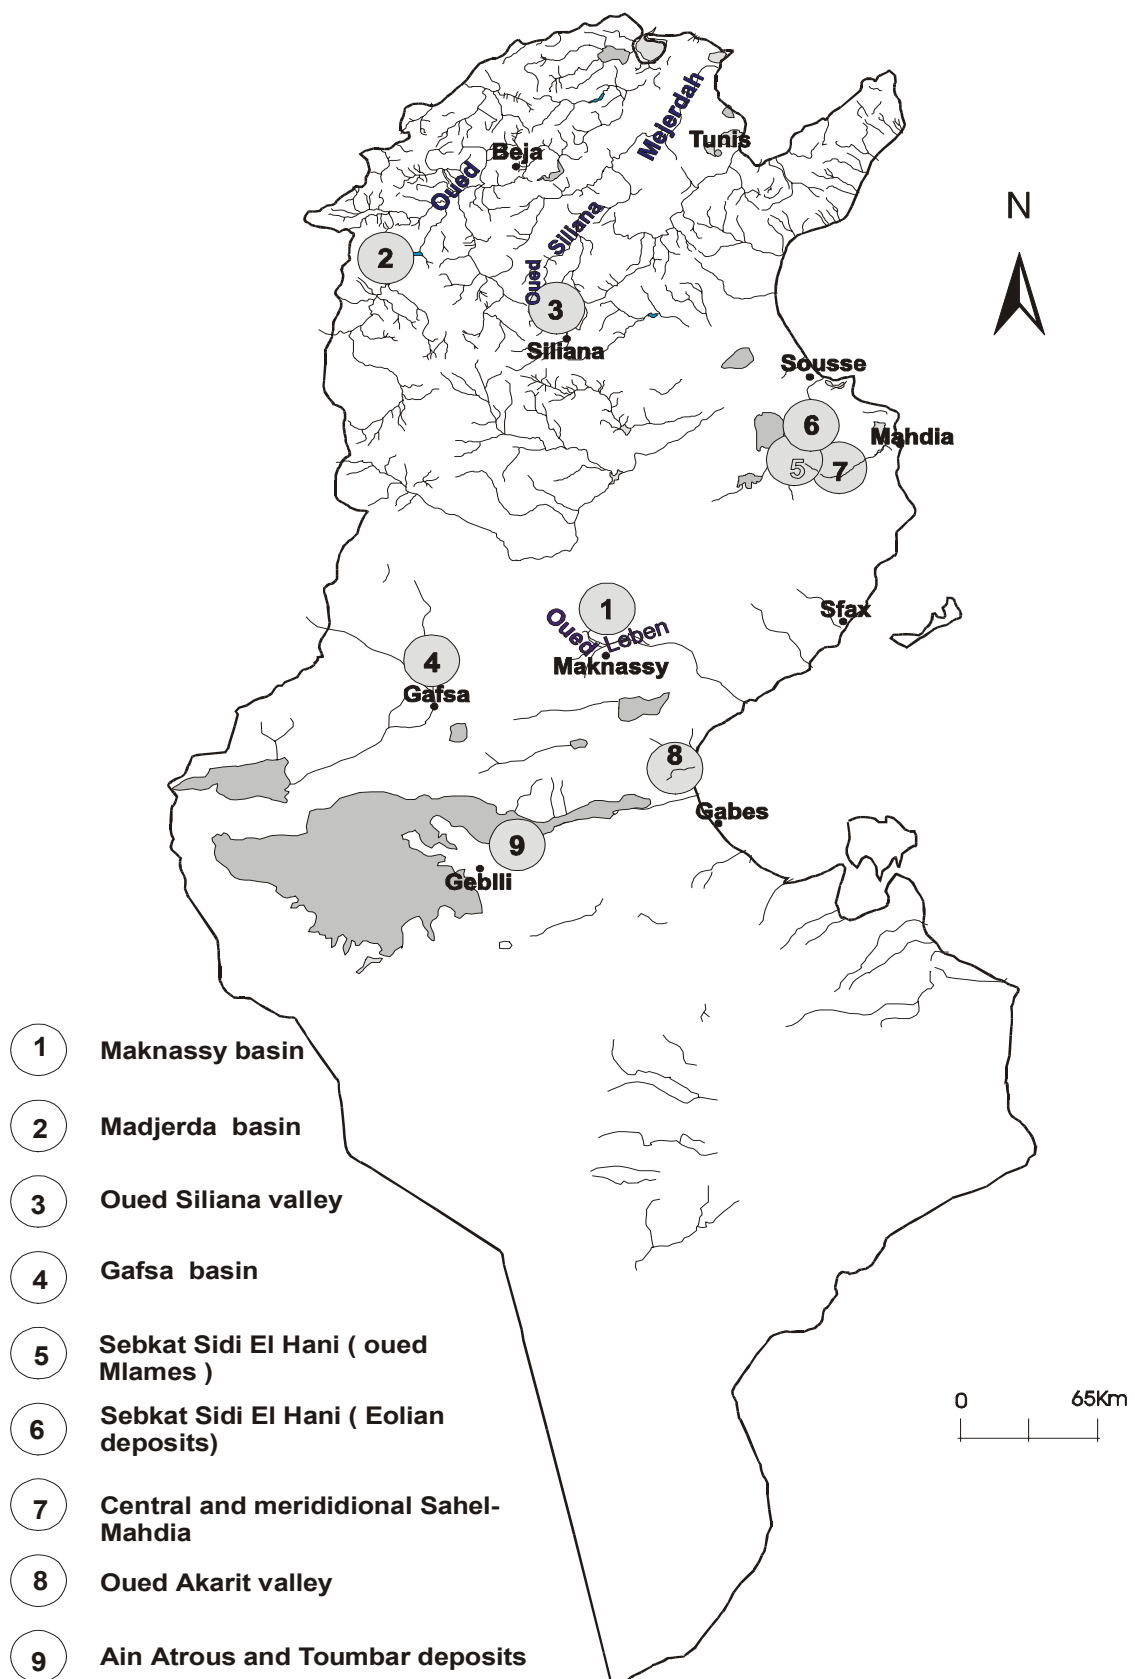 Mejerdah
Tunis
Beja
Oued
N
Siliana
2
Oued
3
Siliana
Sousse
6
Mahdia
5
7
1
Sfax
Oued Leben
4
Maknassy
Gafsa
8
Gabes
9
Geblli
1 Maknassy basin
2 Madjerda basin
3 Oued Siliana valley
4 Gafsa basin
5 Sebkat Sidi El Hani ( oued
Mlames )
6 Sebkat Sidi El Hani ( Eolian
deposits)
0 65Km
7 Central and merididional Sahel-
Mahdia
8 Oued Akarit valley
9 Ain Atrous and Toumbar deposits